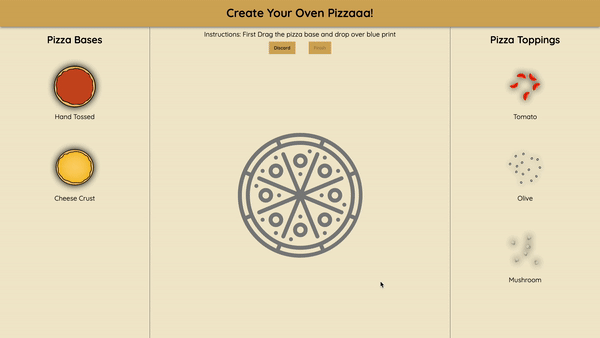 Create Your Oven Pizzaaa!
Pizza Bases
Hand Tossed
Cheese Crust
Instructions: First Drag the pizza base and drop over blue print
Discard
Reset
Pizza Toppings
Tomato
Olive
Mushroom